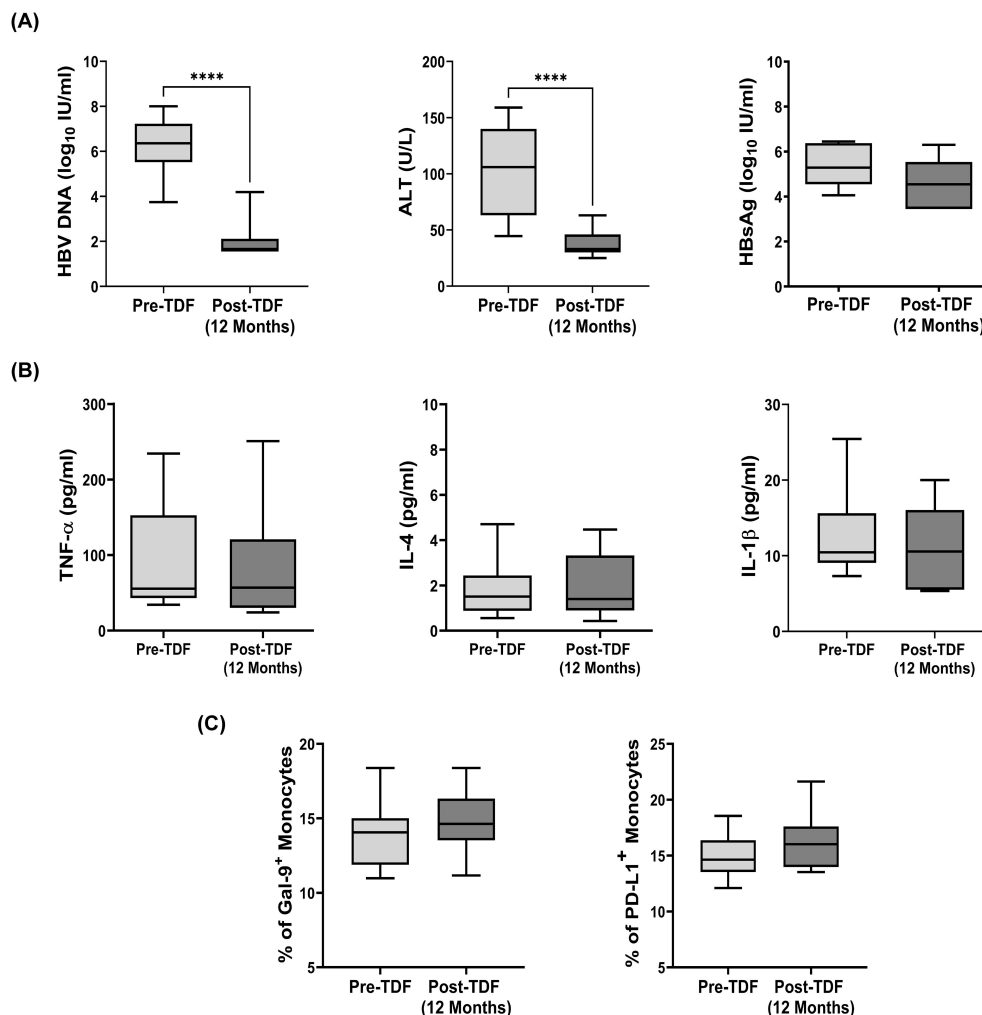 (A)
HBV DNA (log10 IU/ml)
10
8
6
4
2
0
****
Pre-TDF
Post-TDF
(12 Months)
ALT (U/L)
200
150
100
50
0
****
Pre-TDF
Post-TDF
(12 Months)
HBsAg (log10 IU/ml)
10
8
6
4
2
0
Pre-TDF
Post-TDF
(12 Months)
(B)
TNF-α (pg/ml)
300
200
100
0
Pre-TDF
Post-TDF
(12 Months)
IL-4 (pg/ml)
10
8
6
4
2
0
Pre-TDF
Post-TDF
(12 Months)
IL-1β (pg/ml)
30
20
10
0
Pre-TDF
Post-TDF
(12 Months)
(C)
% of Gal-9+ Monocytes
20
15
10
5
Pre-TDF
Post-TDF
(12 Months)
% of PD-L1+ Monocytes
25
20
15
10
5
Pre-TDF
Post-TDF
(12 Months)